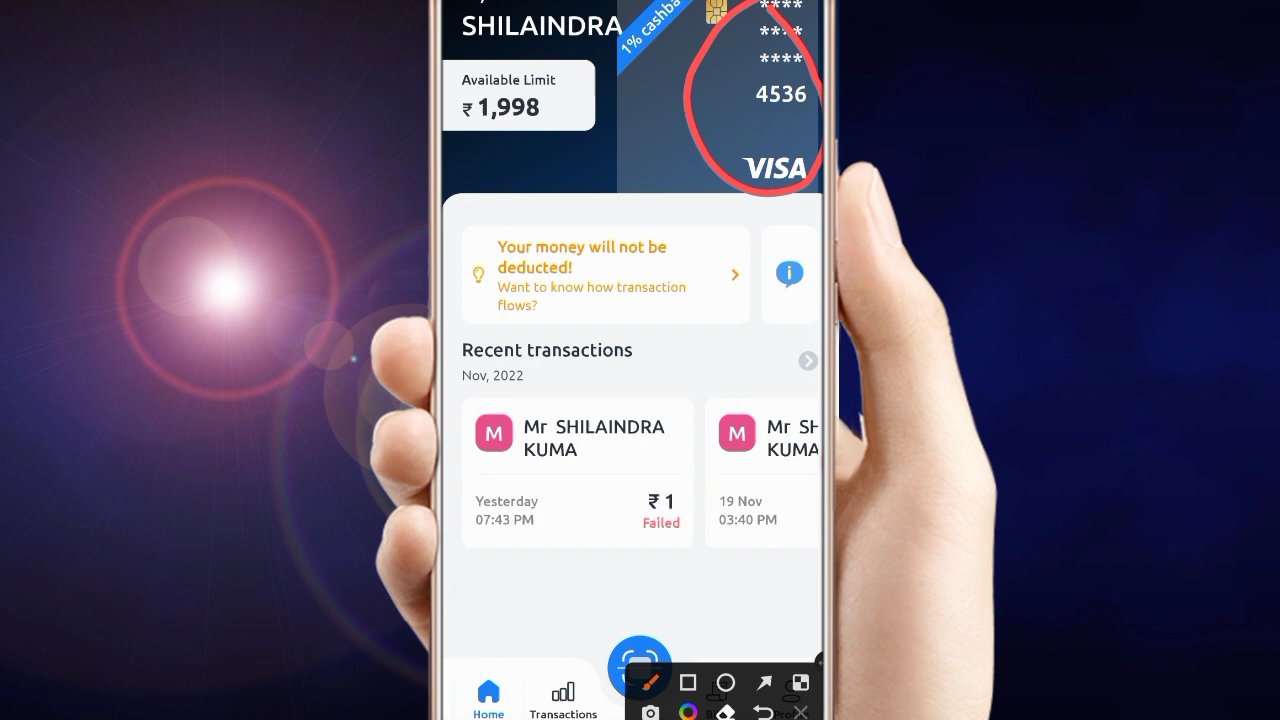 SHILAINDRA
1% cashba
****
****
****
4536
Available Limit
₹ 1,998
VISA
Your money will not be
deducted!
Want to know how transaction
flows?
i
Recent transactions
Nov, 2022
M
Mr SHILAINDRA
KUMA
Yesterday
07:43 PM
₹ 1
Failed
M
Mr SH
KUMA
19 Nov
03:40 PM
Home
Transactions